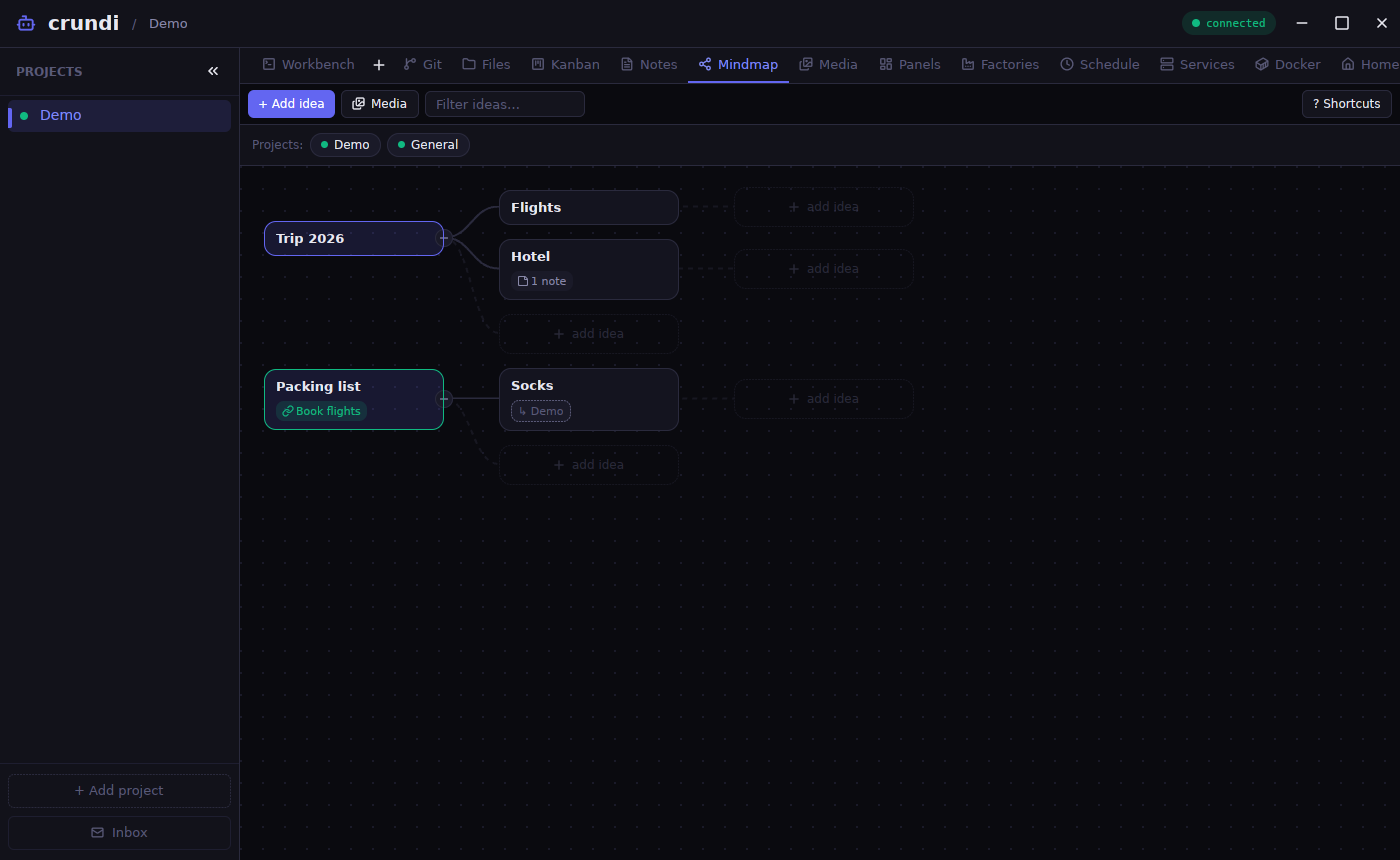 crundi / Demo
connected
PROJECTS
Demo
+ Add project
Inbox
Workbench + Git Files Kanban Notes Mindmap Media Panels Factories Schedule Services Docker Home
+ Add idea Media Filter ideas... ? Shortcuts
Projects: Demo General
Trip 2026
Flights
+ add idea
Hotel
1 note
+ add idea
+ add idea
Packing list
Book flights
Socks
↳ Demo
+ add idea
+ add idea